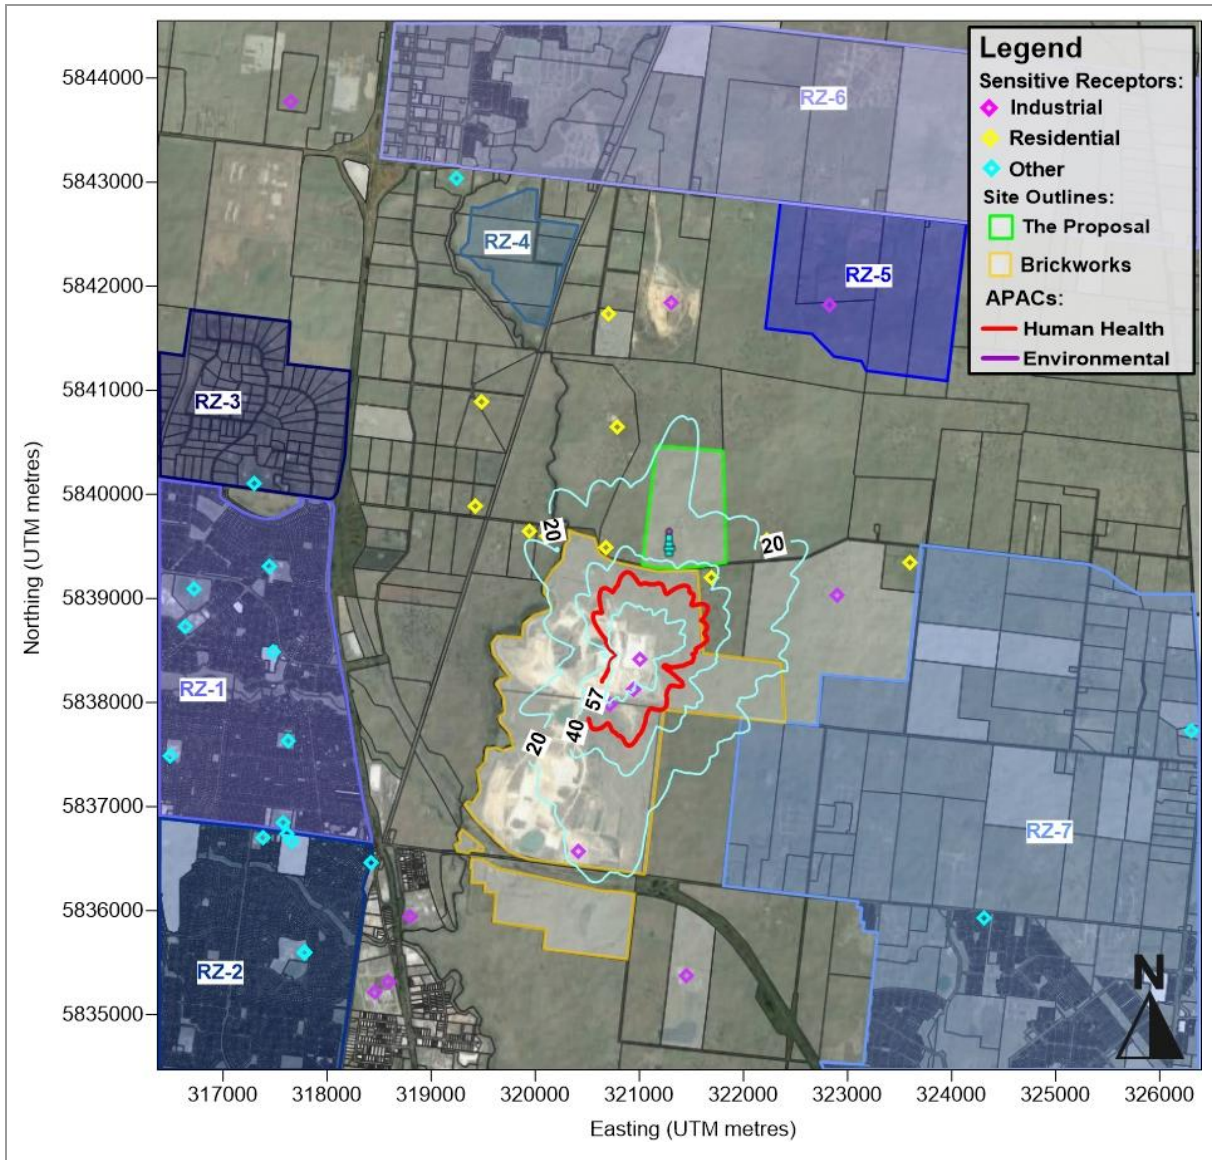 Legend
Sensitive Receptors:
Industrial
Residential
Other
Site Outlines:
The Proposal
Brickworks
APACs:
Human Health
Environmental
5844000
5843000
5842000
5841000
5840000
5839000
5838000
5837000
5836000
5835000
Northing (UTM metres)
RZ-6
RZ-4
RZ-5
RZ-3
20
20
RZ-1
57
40
20
RZ-7
RZ-2
N
317000
318000
319000
320000
321000
322000
323000
324000
325000
326000
Easting (UTM metres)